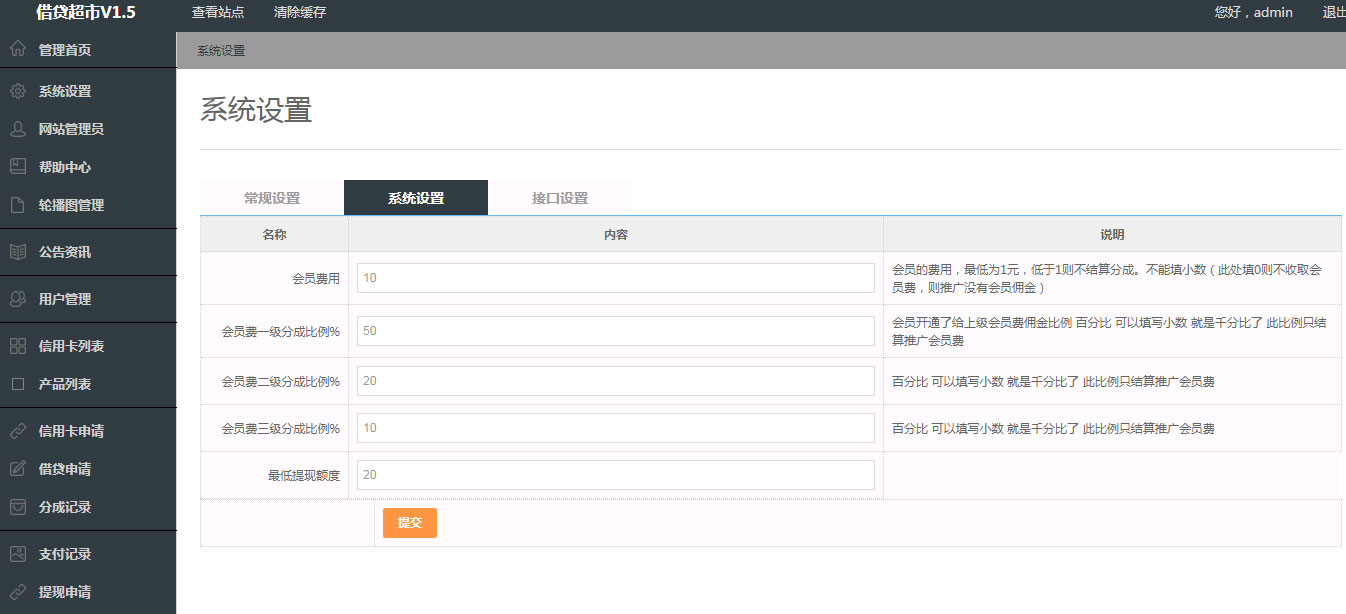 借贷超市V1.5
查看站点
清除缓存
您好，admin
退出
管理首页
系统设置
网站管理员
帮助中心
轮播图管理
公告资讯
用户管理
信用卡列表
产品列表
信用卡申请
借贷申请
分成记录
支付记录
提现申请
系统设置
系统设置
常规设置
系统设置
接口设置
名称
内容
说明
会员费用
10
会员的费用，最低为1元，低于1则不结算分成。不能填小数（此处填0则不收取会
员费，则推广没有会员佣金）
会员费一级分成比例%
50
会员开通了给上级会员费佣金比例 百分比 可以填写小数 就是千分比了 此比例只结
算推广会员费
会员费二级分成比例%
20
百分比 可以填写小数 就是千分比了 此比例只结算推广会员费
会员费三级分成比例%
10
百分比 可以填写小数 就是千分比了 此比例只结算推广会员费
最低提现额度
20
提交